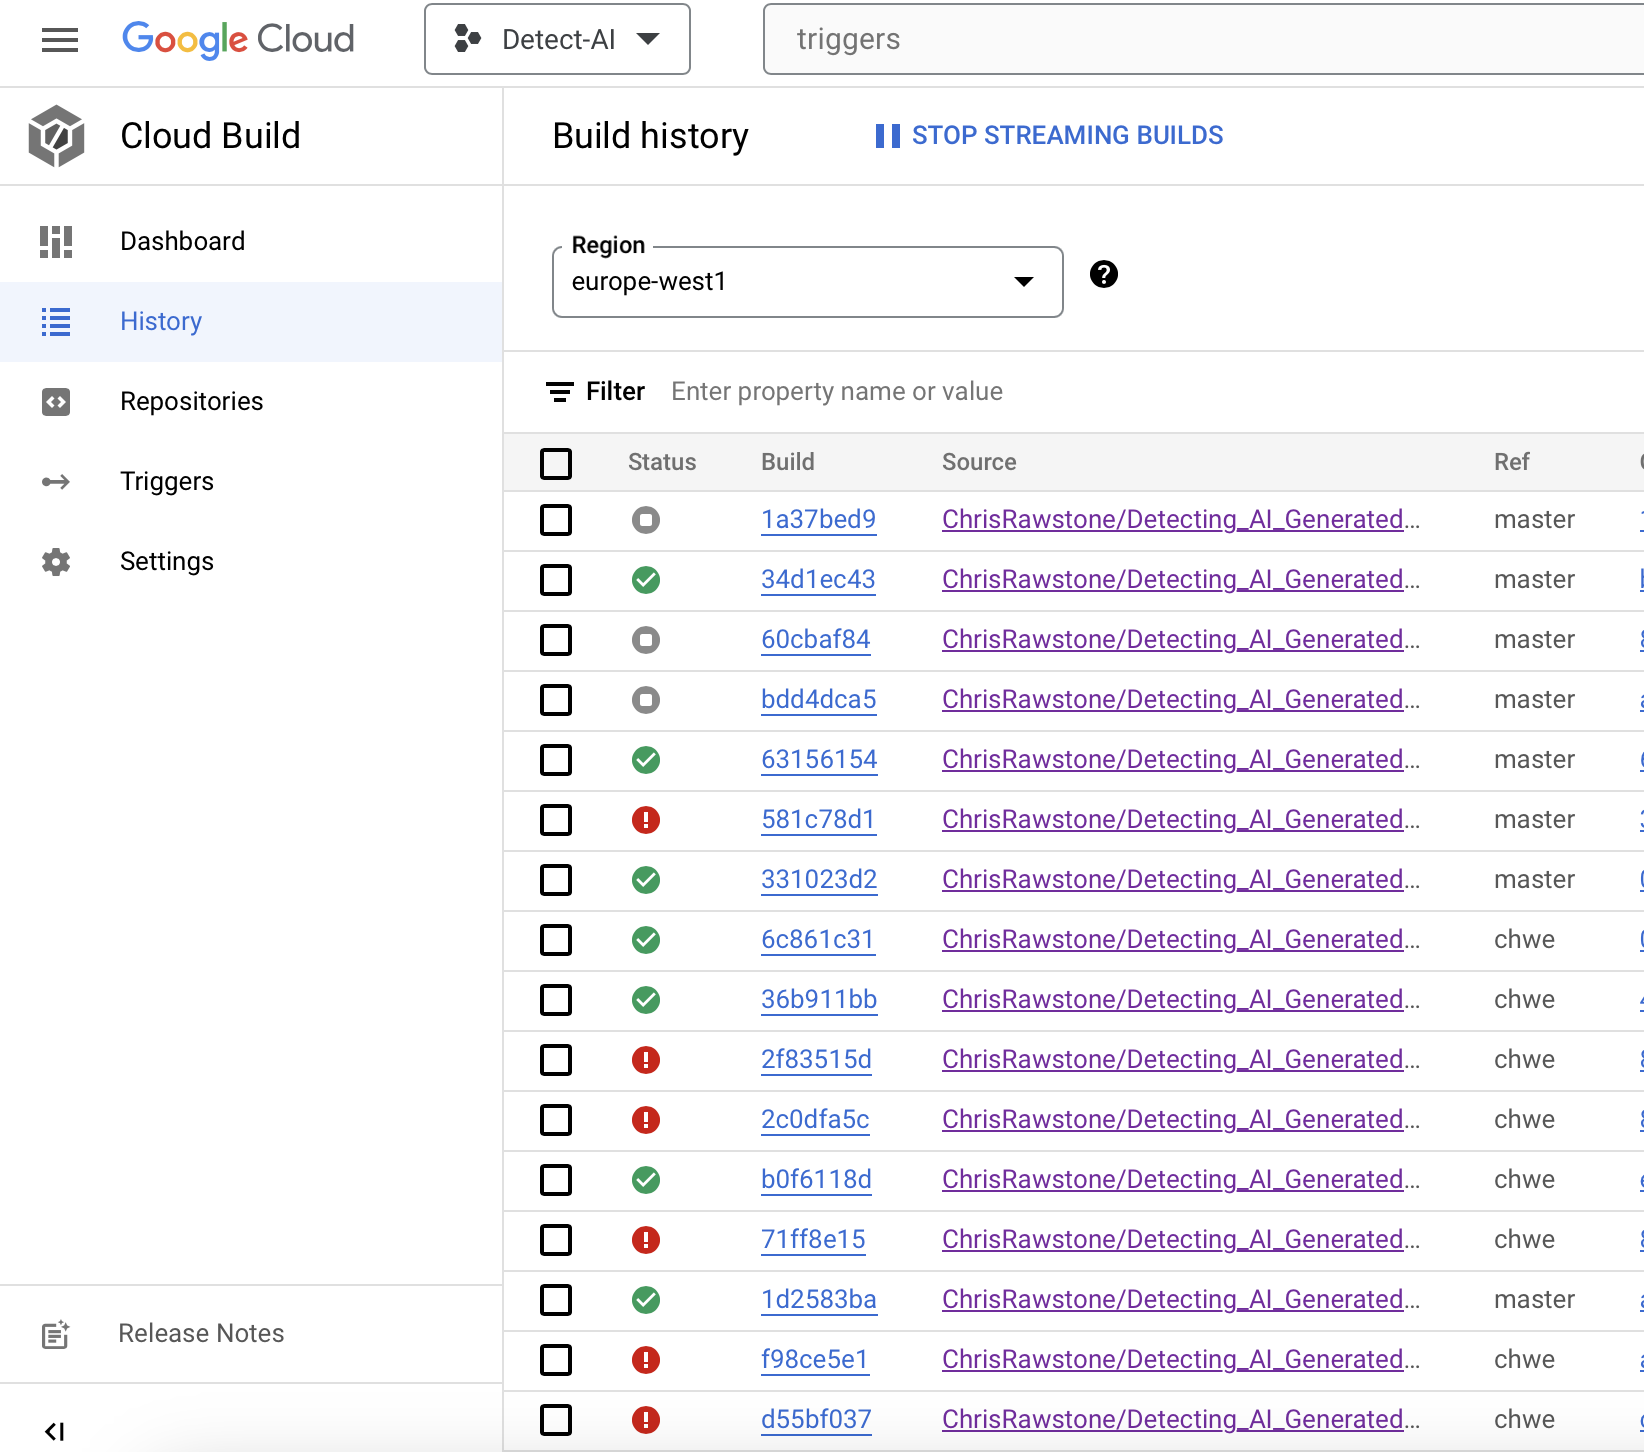 Google Cloud
Detect-AI
triggers
Cloud Build
Build history
STOP STREAMING BUILDS
Dashboard
History
Repositories
Triggers
Settings
Release Notes
Region
europe-west1
Filter Enter property name or value
Status Build Source Ref
1a37bed9 ChrisRawstone/Detecting_AI_Generated... master
34d1ec43 ChrisRawstone/Detecting_AI_Generated... master
60cbaf84 ChrisRawstone/Detecting_AI_Generated... master
bdd4dca5 ChrisRawstone/Detecting_AI_Generated... master
63156154 ChrisRawstone/Detecting_AI_Generated... master
581c78d1 ChrisRawstone/Detecting_AI_Generated... master
331023d2 ChrisRawstone/Detecting_AI_Generated... master
6c861c31 ChrisRawstone/Detecting_AI_Generated... chwe
36b911bb ChrisRawstone/Detecting_AI_Generated... chwe
2f83515d ChrisRawstone/Detecting_AI_Generated... chwe
2c0dfa5c ChrisRawstone/Detecting_AI_Generated... chwe
b0f6118d ChrisRawstone/Detecting_AI_Generated... chwe
71ff8e15 ChrisRawstone/Detecting_AI_Generated... chwe
1d2583ba ChrisRawstone/Detecting_AI_Generated... master
f98ce5e1 ChrisRawstone/Detecting_AI_Generated... chwe
d55bf037 ChrisRawstone/Detecting_AI_Generated... chwe